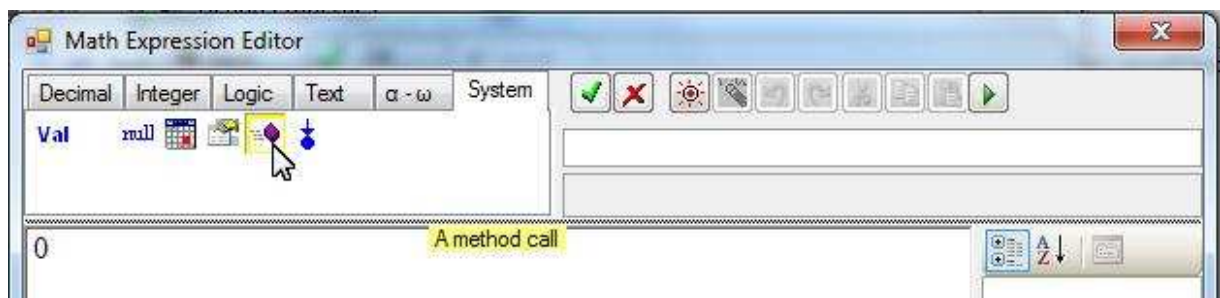 Math Expression Editor
Decimal Integer Logic Text α - ω System
Val null
A method call
0
A
Z